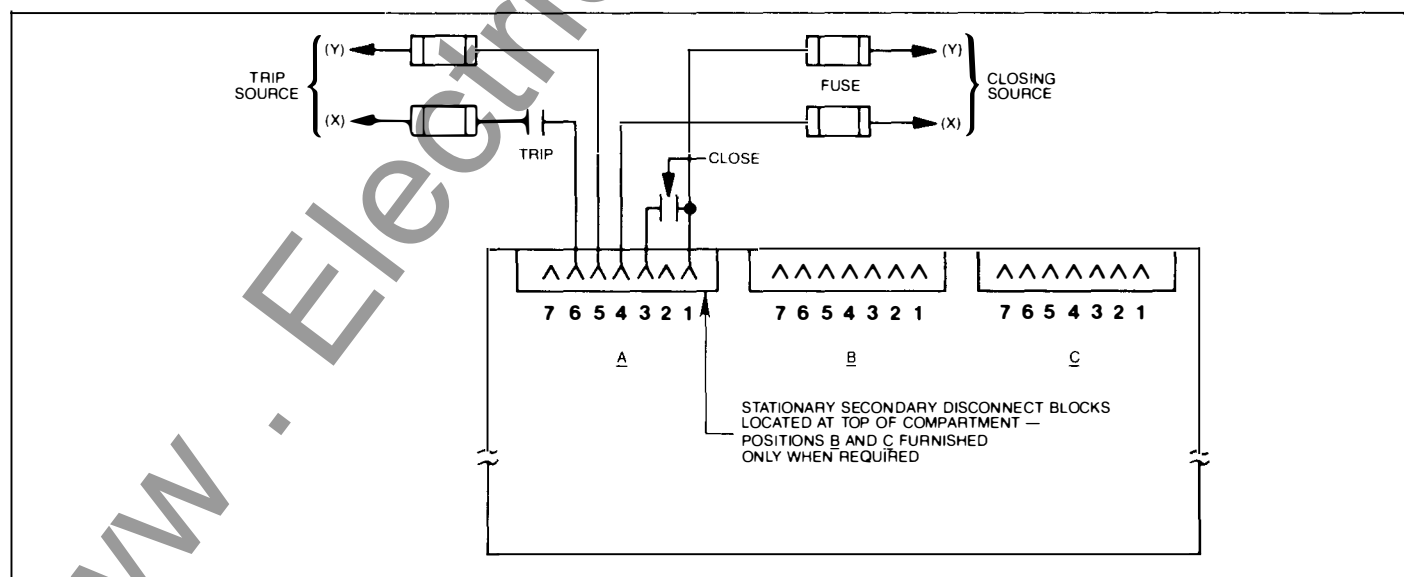 (Y)
(Y)
TRIP
SOURCE
FUSE
CLOSING
SOURCE
(X)
(X)
TRIP
CLOSE
7 6 5 4 3 2 1
7 6 5 4 3 2 1
7 6 5 4 3 2 1
A
B
C
STATIONARY SECONDARY DISCONNECT BLOCKS
LOCATED AT TOP OF COMPARTMENT —
POSITIONS B AND C FURNISHED
ONLY WHEN REQUIRED